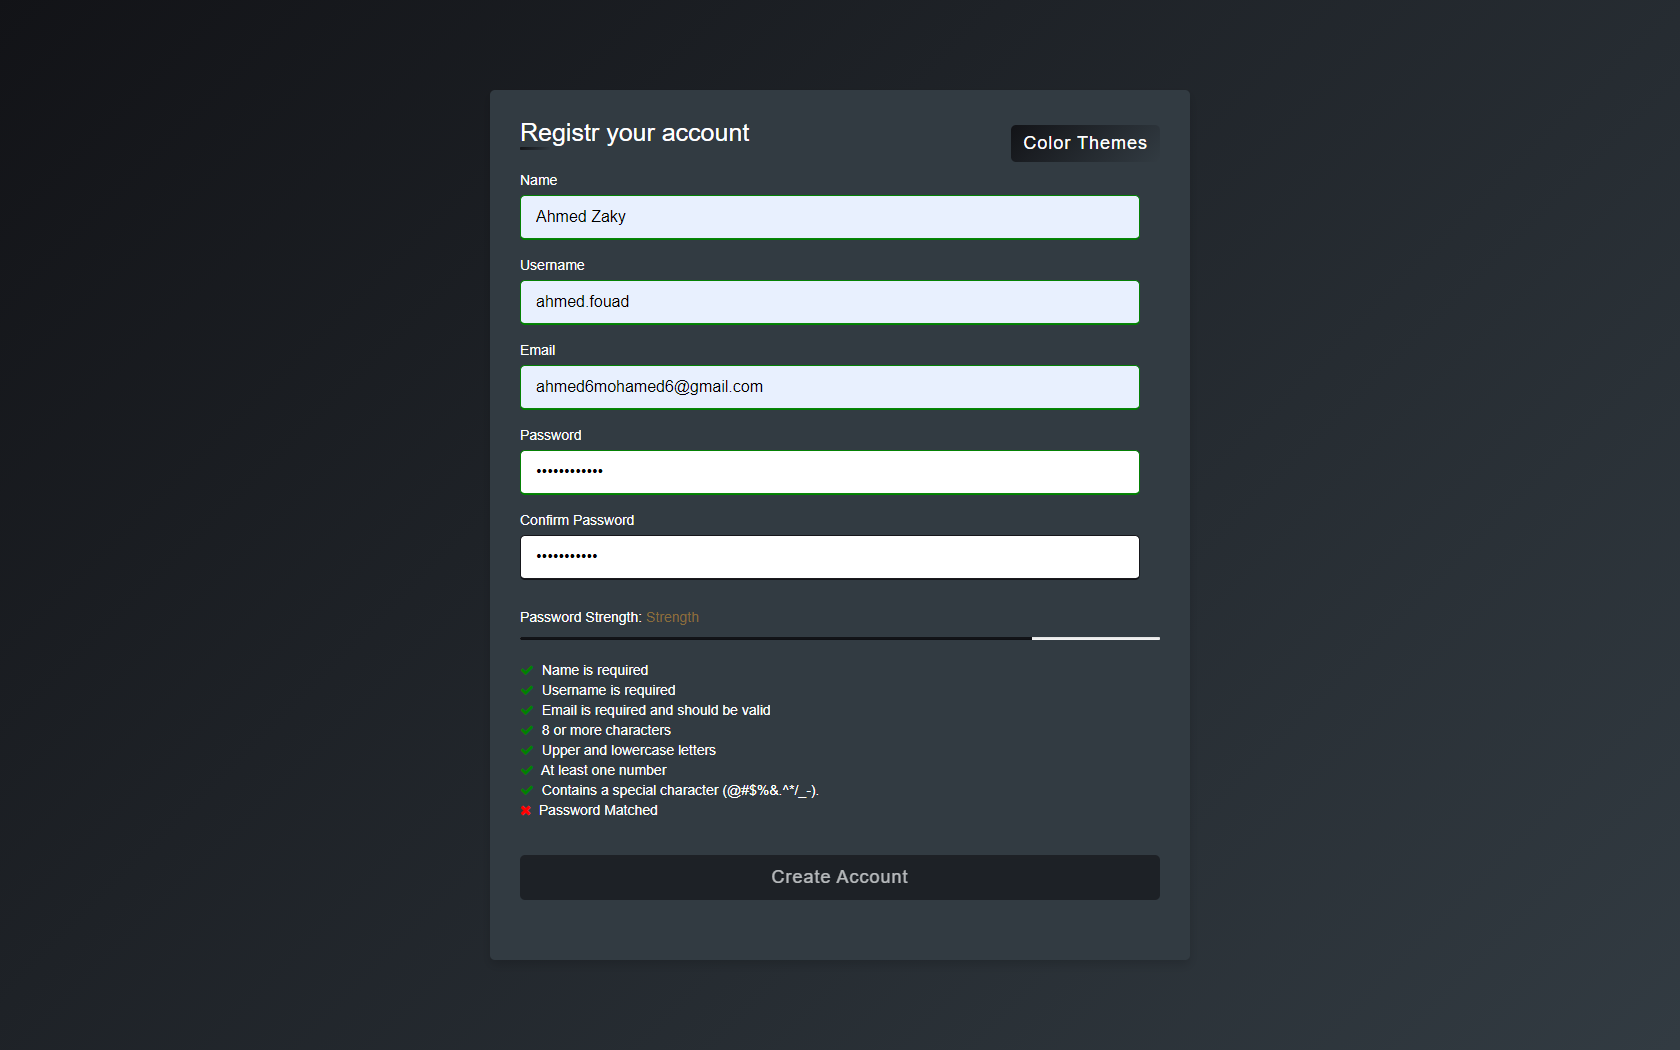 Registr your account
Color Themes
Name
Ahmed Zaky
Username
ahmed.fouad
Email
ahmed6mohamed6@gmail.com
Password
••••••••••••
Confirm Password
•••••••••••
Password Strength: Strength
Name is required
Username is required
Email is required and should be valid
8 or more characters
Upper and lowercase letters
At least one number
Contains a special character (@#$%&.^*/_-).
Password Matched
Create Account